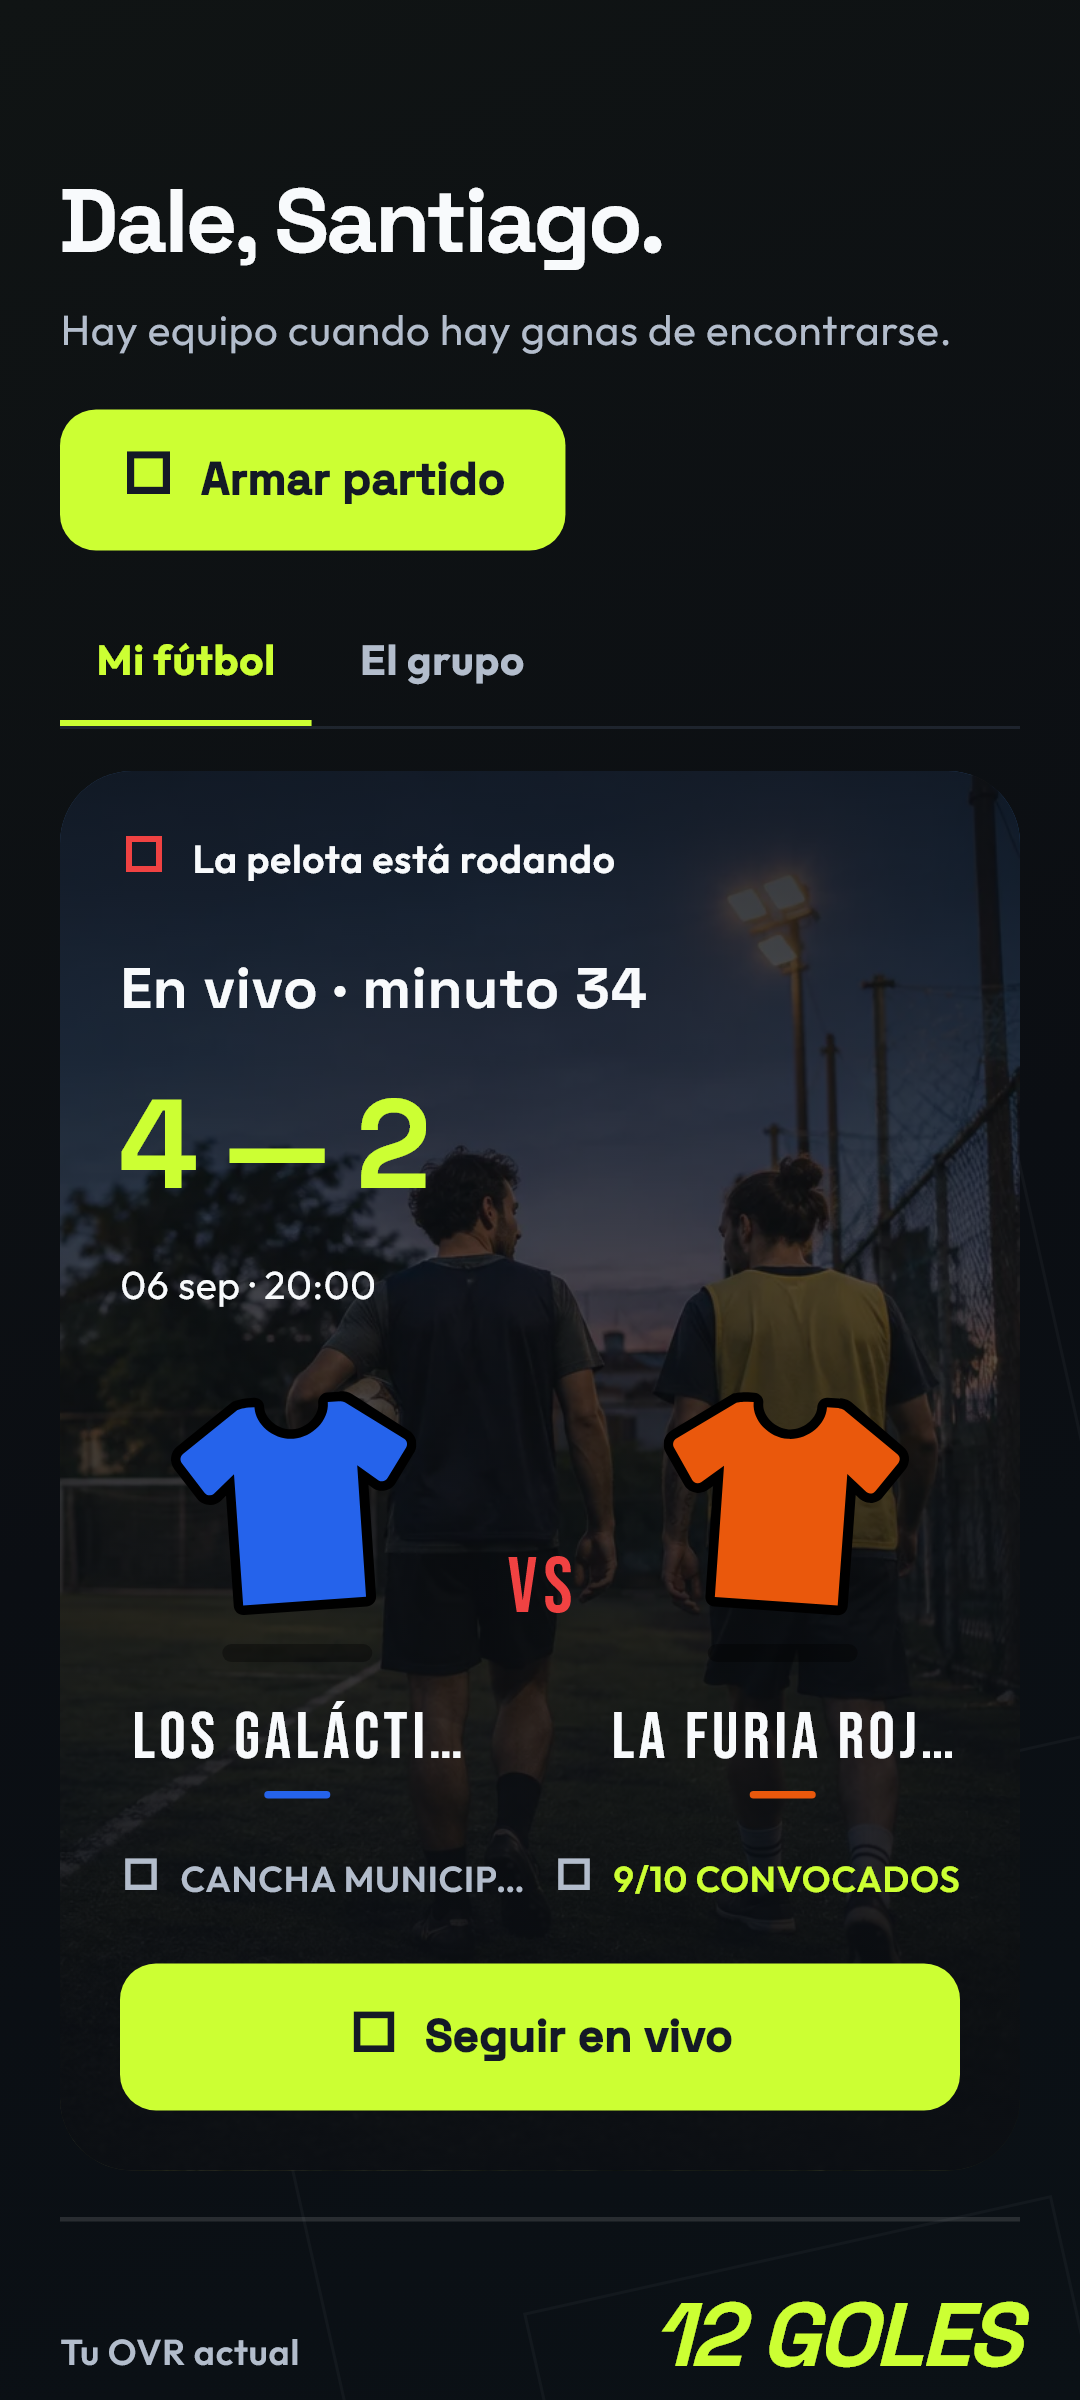 Dale, Santiago.
Hay equipo cuando hay ganas de encontrarse.
Armar partido
Mi fútbol El grupo
La pelota está rodando
En vivo · minuto 34
4 — 2
06 sep · 20:00
VS
LOS GALÁCTI… LA FURIA ROJ…
CANCHA MUNICIP… 9/10 CONVOCADOS
Seguir en vivo
Tu OVR actual 12 GOLES